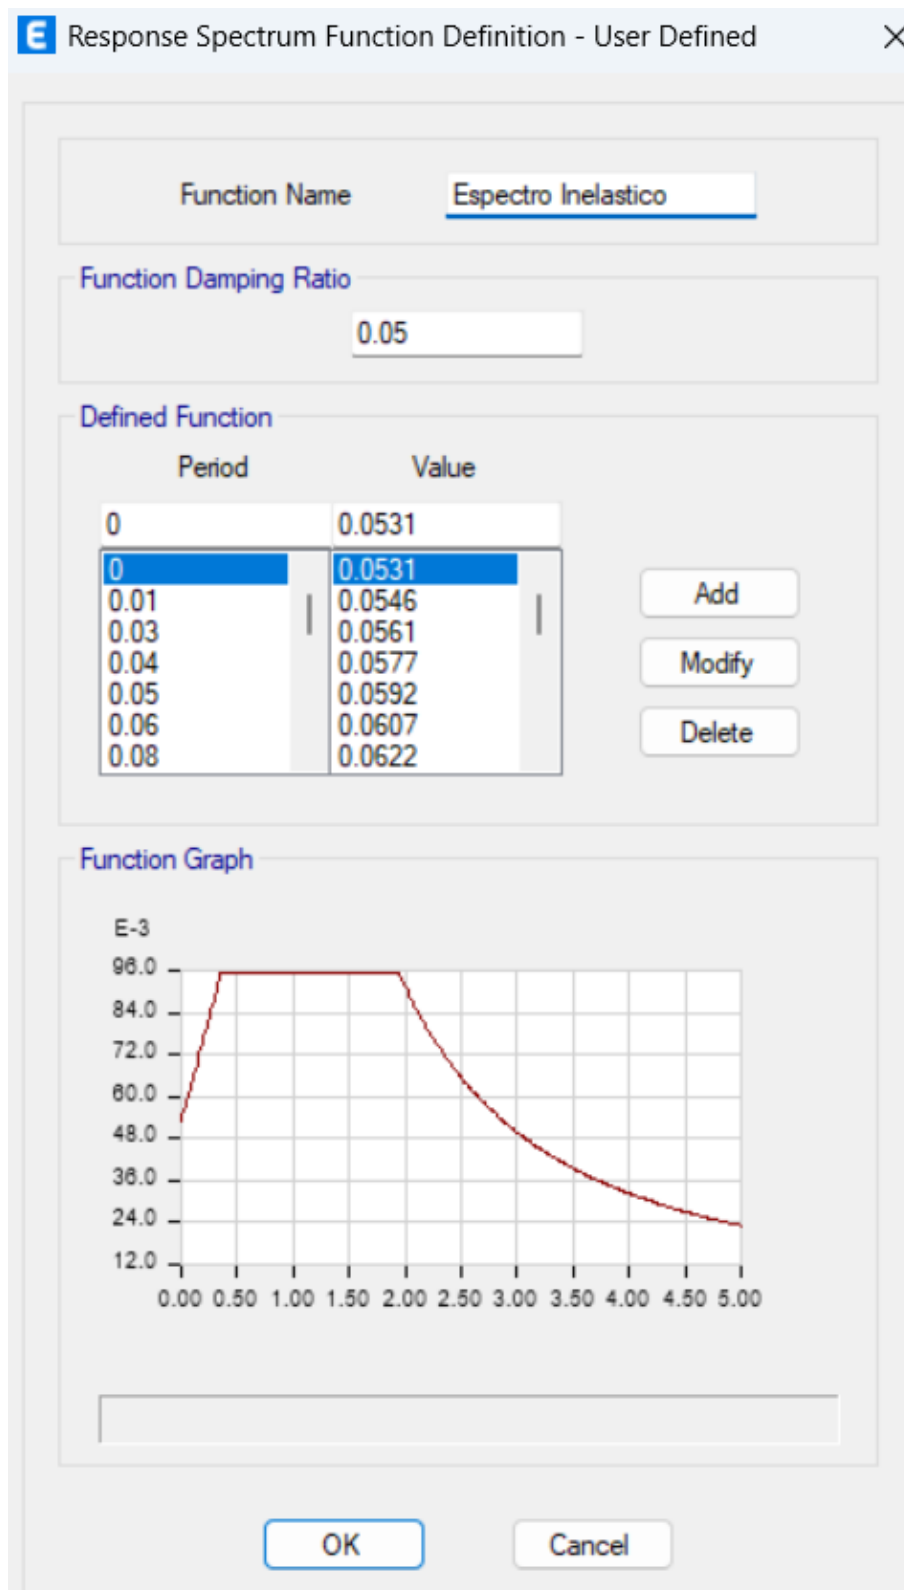 E Response Spectrum Function Definition - User Defined
Function Name Espectro Inelastico
Function Damping Ratio
0.05
Defined Function
Period Value
0 0.0531
0 0.0531
0.01 0.0546
0.03 0.0561
0.04 0.0577
0.05 0.0592
0.06 0.0607
0.08 0.0622
Add
Modify
Delete
Function Graph
E-3
96.0
84.0
72.0
60.0
48.0
36.0
24.0
12.0
0.00 0.50 1.00 1.50 2.00 2.50 3.00 3.50 4.00 4.50 5.00
OK Cancel